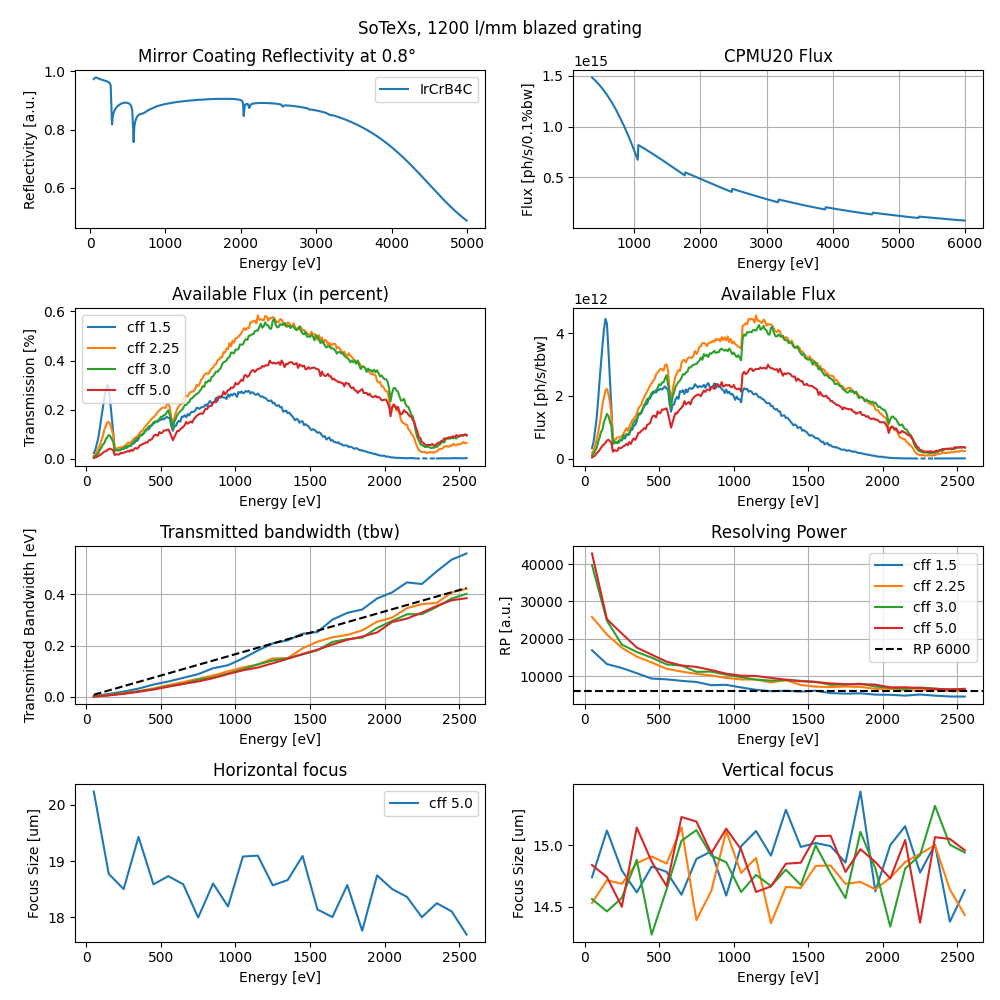 SoTeXs, 1200 l/mm blazed grating
Mirror Coating Reflectivity at 0.8°
Reflectivity [a.u.]
1.0
0.8
0.6
IrCrB4C
0 1000 2000 3000 4000 5000
Energy [eV]
CPMU20 Flux
1e15
Flux [ph/s/0.1%bw]
1.5
1.0
0.5
1000 2000 3000 4000 5000 6000
Energy [eV]
Available Flux (in percent)
Transmission [%]
0.6
0.4
0.2
0.0
cff 1.5
cff 2.25
cff 3.0
cff 5.0
0 500 1000 1500 2000 2500
Energy [eV]
Available Flux
1e12
Flux [ph/s/tbw]
4
2
0
0 500 1000 1500 2000 2500
Energy [eV]
Transmitted bandwidth (tbw)
Transmitted Bandwidth [eV]
0.4
0.2
0.0
0 500 1000 1500 2000 2500
Energy [eV]
Resolving Power
RP [a.u.]
40000
30000
20000
10000
cff 1.5
cff 2.25
cff 3.0
cff 5.0
RP 6000
0 500 1000 1500 2000 2500
Energy [eV]
Horizontal focus
Focus Size [um]
20
19
18
cff 5.0
0 500 1000 1500 2000 2500
Energy [eV]
Vertical focus
Focus Size [um]
15.0
14.5
0 500 1000 1500 2000 2500
Energy [eV]